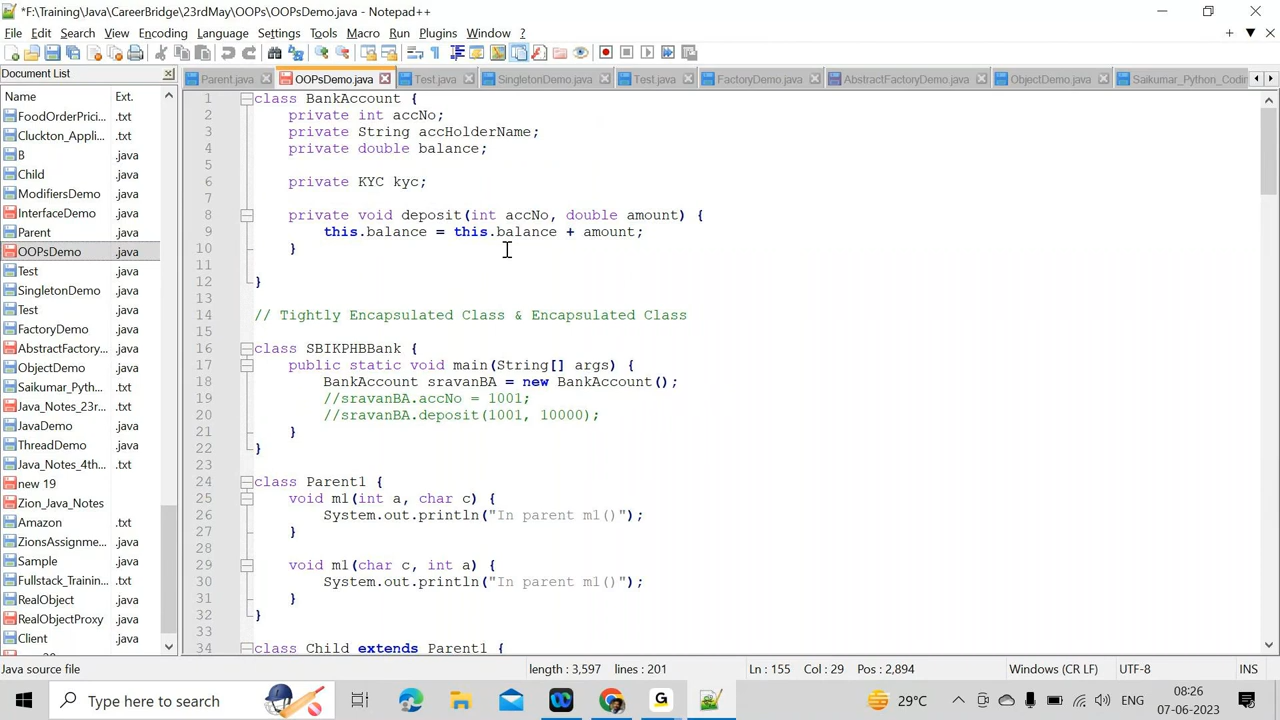 *F:\Training\Java\CareerBridge\23rdMay\OOPs\OOPsDemo.java - Notepad++
File Edit Search View Encoding Language Settings Tools Macro Run Plugins Window ?
Document List
Parent.java OOPsDemo.java Test.java SingletonDemo.java Test.java FactoryDemo.java AbstractFactoryDemo.java ObjectDemo.java Saikumar_Python_Codin
Name Ext.
FoodOrderPrici... .txt
Cluckton_Appli... .txt
B .java
Child .java
ModifiersDemo .java
InterfaceDemo .java
Parent .java
OOPsDemo .java
Test .java
SingletonDemo .java
Test .java
FactoryDemo .java
AbstractFactory... .java
ObjectDemo .java
Saikumar_Pyth... .txt
Java_Notes_23r... .txt
JavaDemo .java
ThreadDemo .java
Java_Notes_4th... .txt
new 19
Zion_Java_Notes
Amazon .txt
ZionsAssignme... .java
Sample .java
Fullstack_Trainin... .txt
RealObject .java
RealObjectProxy .java
Client .java
1 class BankAccount {
2 private int accNo;
3 private String accHolderName;
4 private double balance;
5
6 private KYC kyc;
7
8 private void deposit(int accNo, double amount) {
9 this.balance = this.balance + amount;
10 }
11
12 }
13
14 // Tightly Encapsulated Class & Encapsulated Class
15
16 class SBIKPHBBank {
17 public static void main(String[] args) {
18 BankAccount sravanBA = new BankAccount();
19 //sravanBA.accNo = 1001;
20 //sravanBA.deposit(1001, 10000);
21 }
22 }
23
24 class Parent1 {
25 void m1(int a, char c) {
26 System.out.println("In parent m1()");
27 }
28
29 void m1(char c, int a) {
30 System.out.println("In parent m1()");
31 }
32 }
33
34 class Child extends Parent1 {
Java source file length : 3,597 lines : 201 Ln : 155 Col : 29 Pos : 2,894 Windows (CR LF) UTF-8 INS
Type here to search 29°C ENG 08:26
07-06-2023